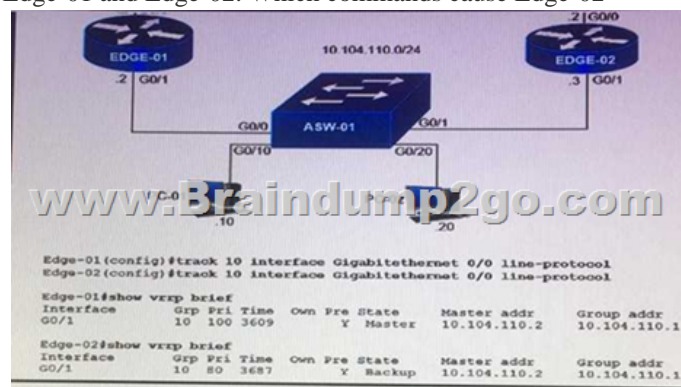 Edge-01 and Edge-02. Which commands cause Edge-02
.2 G0/0
EDGE-01
10.104.110.0/24
EDGE-02
.2 G0/1
.3 G0/1
ASW-01
G0/0
G0/1
G0/10
G0/20
www.Braindump2go.com
.10
.20
Edge-01(config)#track 10 interface Gigabitethernet 0/0 line-protocol
Edge-02(config)#track 10 interface Gigabitethernet 0/0 line-protocol
Edge-01#show vrrp brief
Interface Grp Pri Time Own Pre State Master addr Group addr
G0/1 10 100 3609 Y Master 10.104.110.2 10.104.110.1
Edge-02#show vrrp brief
Interface Grp Pri Time Own Pre State Master addr Group addr
G0/1 10 80 3687 Y Backup 10.104.110.2 10.104.110.1